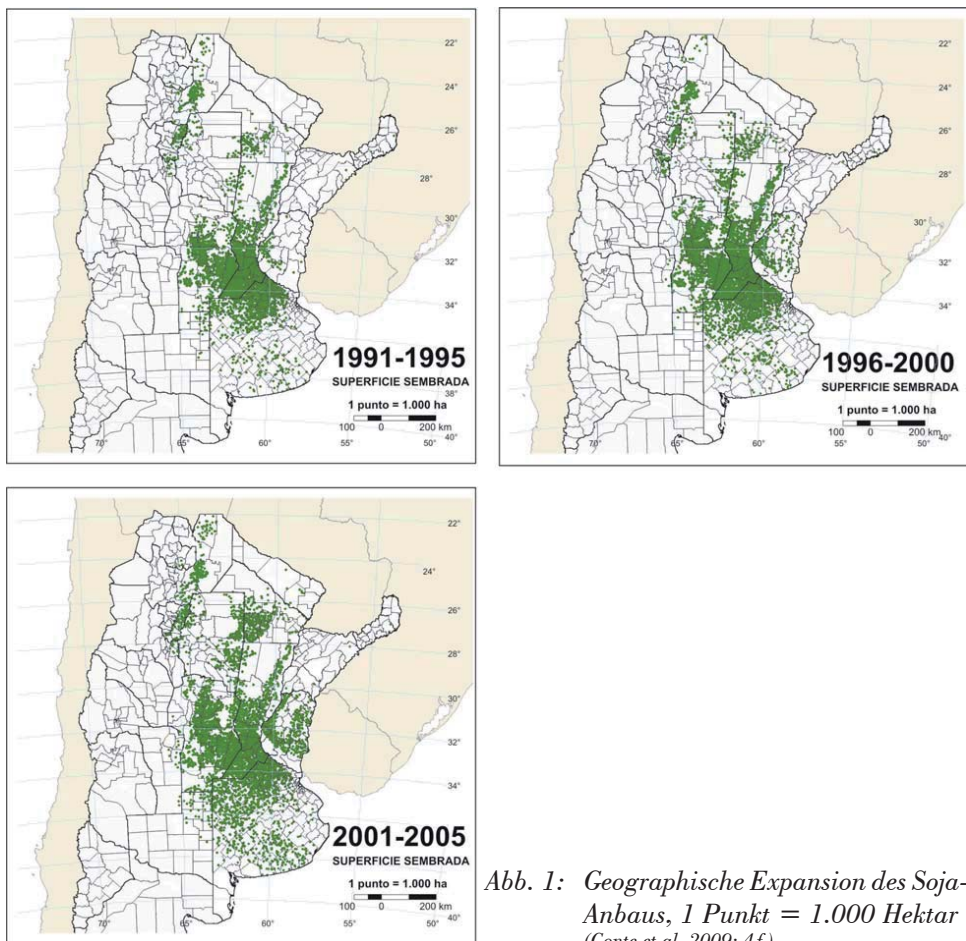 22°
24°
26°
28°
30°
32°
34°
1991-1995
SUPERFICIE SEMBRADA
38°
1 punto = 1.000 ha
100 0 200 km
70° 65° 60° 55° 50°
40°
22°
24°
26°
28°
30°
32°
34°
1996-2000
SUPERFICIE SEMBRADA
38°
1 punto = 1.000 ha
100 0 200 km
40°
70° 65° 60° 55° 50°
22°
24°
26°
28°
30°
32°
34°
2001-2005
SUPERFICIE SEMBRADA
38°
1 punto = 1.000 ha
100 0 200 km
70° 65° 60° 55° 50°
40°
Abb. 1: Geographische Expansion des Soja-
Anbaus, 1 Punkt = 1.000 Hektar